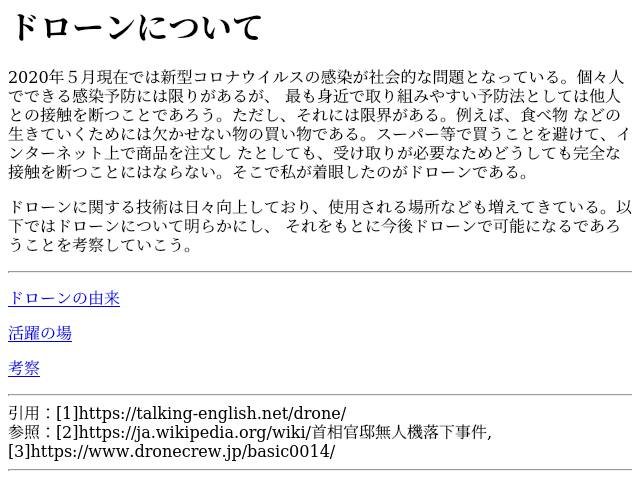 ドローンについて
2020年５月現在では新型コロナウイルスの感染が社会的な問題となっている。個々人
でできる感染予防には限りがあるが、 最も身近で取り組みやすい予防法としては他人
との接触を断つことであろう。ただし、それには限界がある。例えば、食べ物 などの
生きていくためには欠かせない物の買い物である。スーパー等で買うことを避けて、イ
ンターネット上で商品を注文し たとしても、受け取りが必要なためどうしても完全な
接触を断つことにはならない。そこで私が着眼したのがドローンである。
ドローンに関する技術は日々向上しており、使用される場所なども増えてきている。以
下ではドローンについて明らかにし、 それをもとに今後ドローンで可能になるであろ
うことを考察していこう。
ドローンの由来
活躍の場
考察
引用：[1]https://talking-english.net/drone/
参照：[2]https://ja.wikipedia.org/wiki/首相官邸無人機落下事件,
[3]https://www.dronecrew.jp/basic0014/